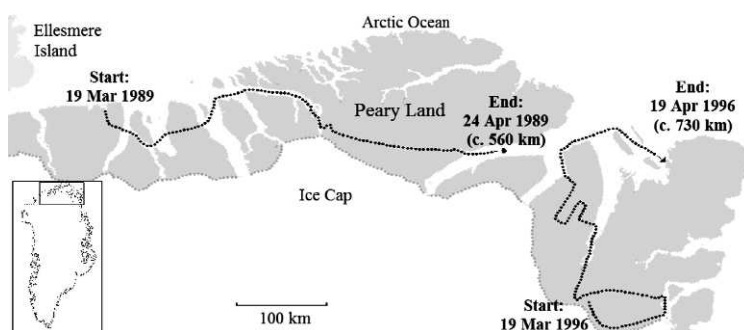 Arctic Ocean
Ellesmere
Island
Start:
19 Mar 1989
Peary Land
End:
24 Apr 1989
(c. 560 km)
End:
19 Apr 1996
(c. 730 km)
Ice Cap
100 km
Start:
19 Mar 1996